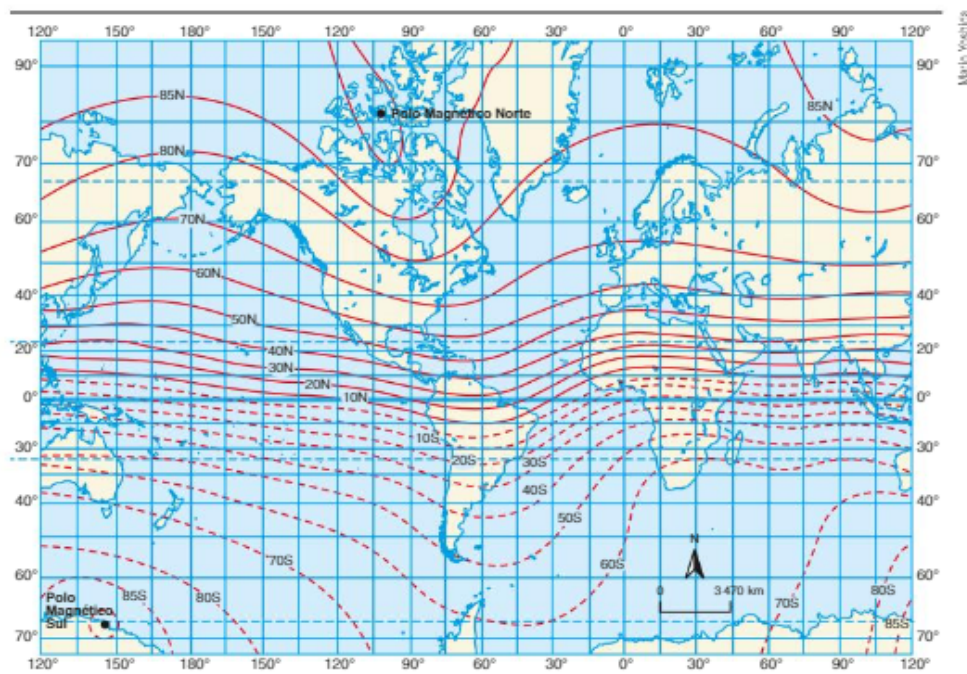 Mario Yoshida
120° 150° 180° 150° 120° 90° 60° 30° 0° 30° 60° 90° 120°
90° 90°
85N 85N
Polo Magnético Norte
80N
70° 70°
60° 60°
70N
60N
40° 40°
50N
40N
20° 20°
30N
20N
10N
0° 0°
10S
30° 30°
20S 30S
40S
40° 40°
50S
N
70S
60S
60° 60°
0 3 470 km
Polo
Magnético
Sul
85S 80S
70S
80S
85S
70° 70°
120° 150° 180° 150° 120° 90° 60° 30° 0° 30° 60° 90° 120°